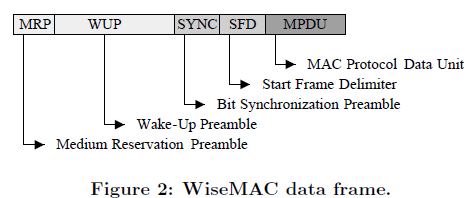 MRP WUP SYNC SFD MPDU
MAC Protocol Data Unit
Start Frame Delimiter
Bit Synchronization Preamble
Wake-Up Preamble
Medium Reservation Preamble
Figure 2: WiseMAC data frame.